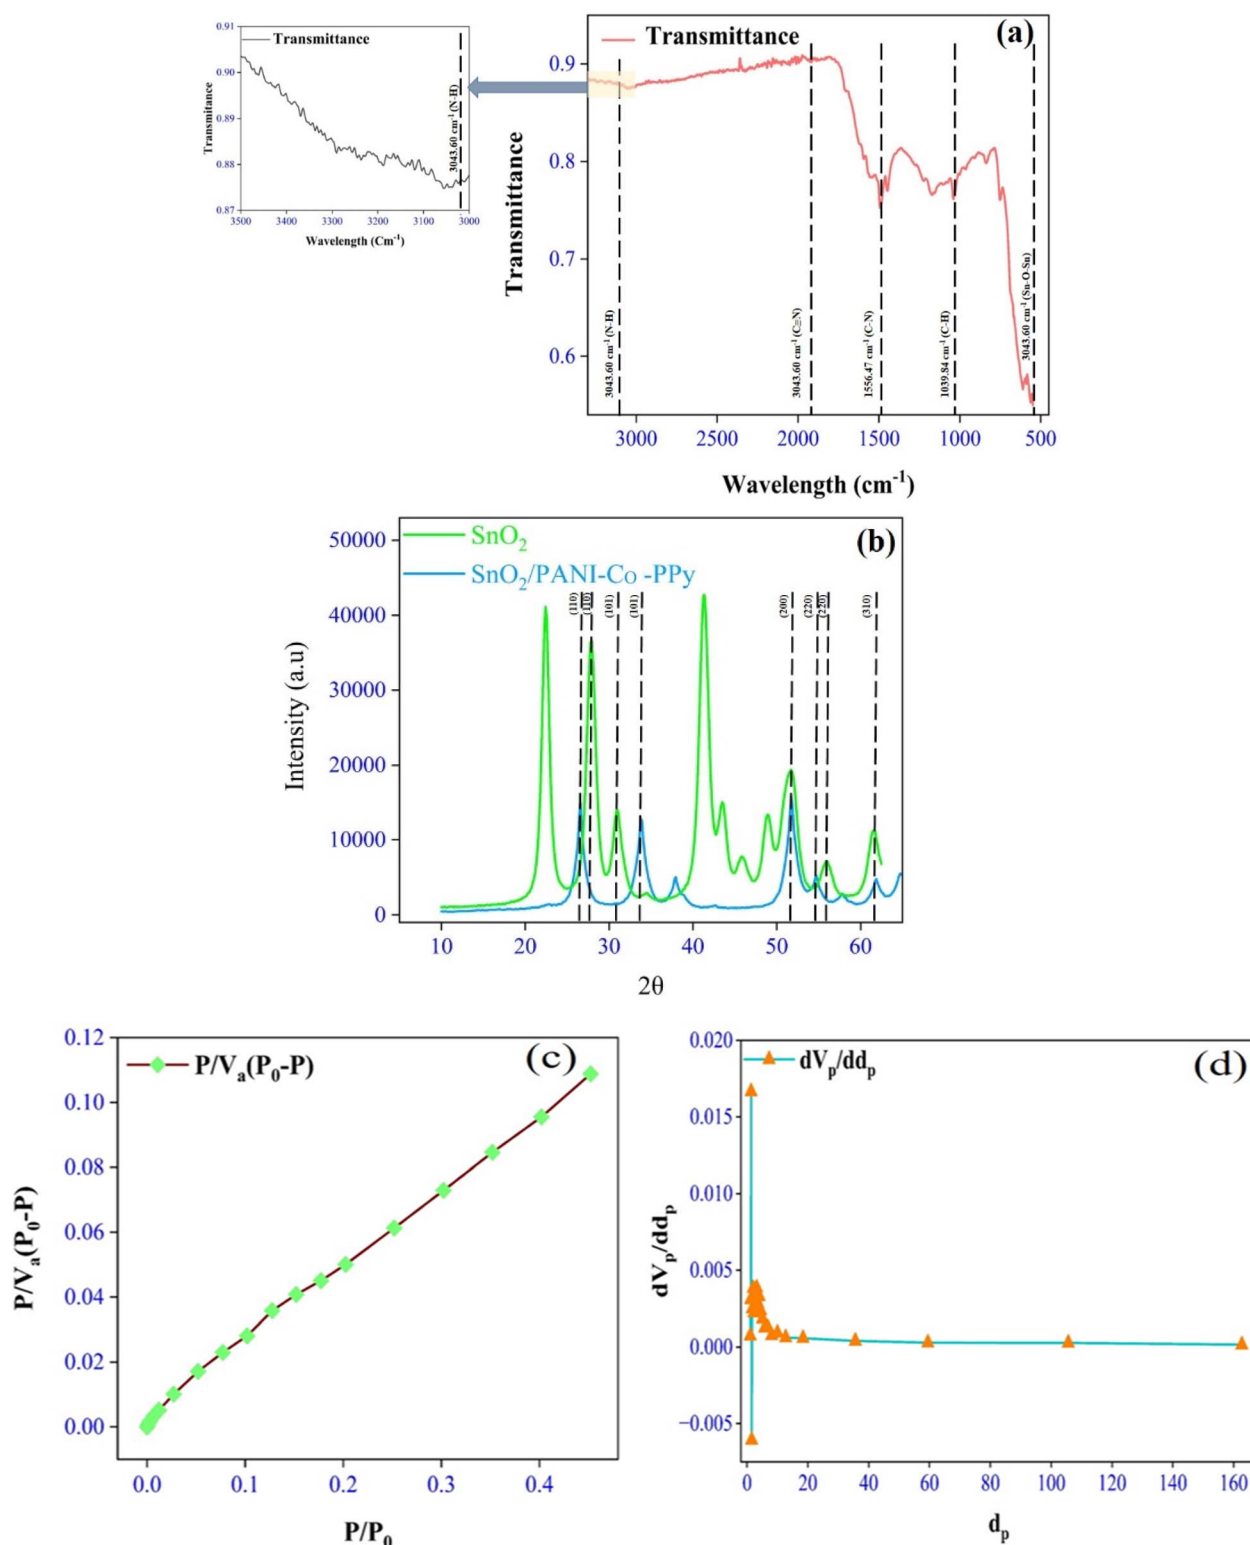 0.91
0.90
0.89
0.88
0.87
Transmitance
Transmittance
3043.60 cm-1 (N-H)
3500
3400
3300
3200
3100
3000
Wavelength (Cm-1)
(a)
Transmittance
0.9
0.8
0.7
0.6
Transmittance
3043.60 cm-1 (N-H)
3043.60 cm-1 (C≡N)
1556.47 cm-1 (C-N)
1039.84 cm-1 (C-H)
3043.60 cm-1 (Sn-O-Sn)
3000
2500
2000
1500
1000
500
Wavelength (cm-1)
(b)
SnO2
SnO2/PANI-Co -PPy
50000
40000
30000
20000
10000
0
Intensity (a.u)
(110)
(110)
(101)
(101)
(200)
(220)
(220)
(310)
10
20
30
40
50
60
2θ
(c)
P/Va(P0-P)
0.12
0.10
0.08
0.06
0.04
0.02
0.00
P/Va(P0-P)
0.0
0.1
0.2
0.3
0.4
P/P0
(d)
dVp/ddp
0.020
0.015
0.010
0.005
0.000
−0.005
dVp/ddp
0
20
40
60
80
100
120
140
160
dp